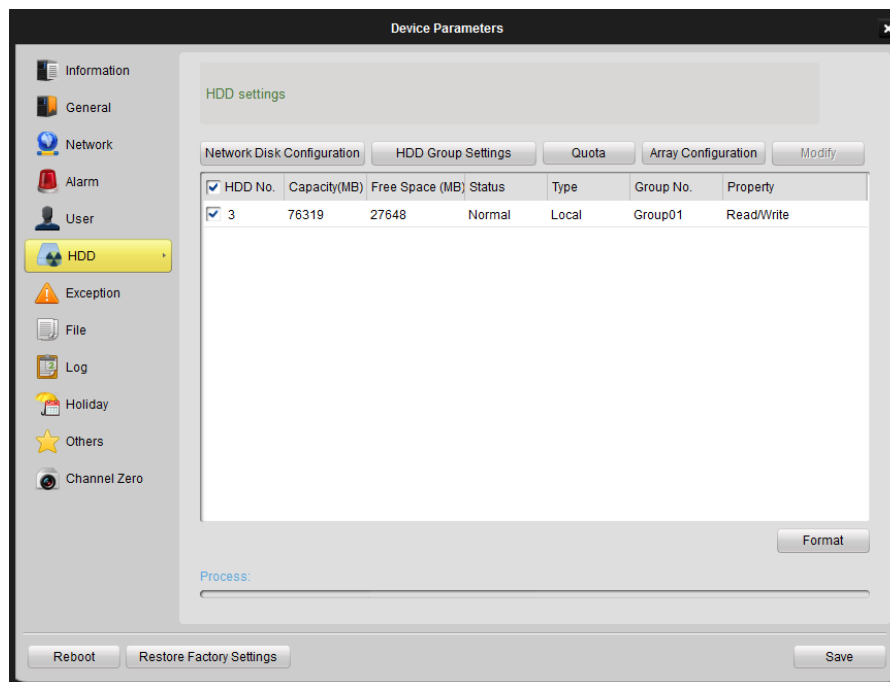 Device Parameters
Information
General
Network
Alarm
User
HDD
Exception
File
Log
Holiday
Others
Channel Zero
HDD settings
Network Disk Configuration HDD Group Settings Quota Array Configuration Modify
HDD No. Capacity(MB) Free Space (MB) Status Type Group No. Property
3 76319 27648 Normal Local Group01 Read/Write
Format
Process:
Reboot Restore Factory Settings Save